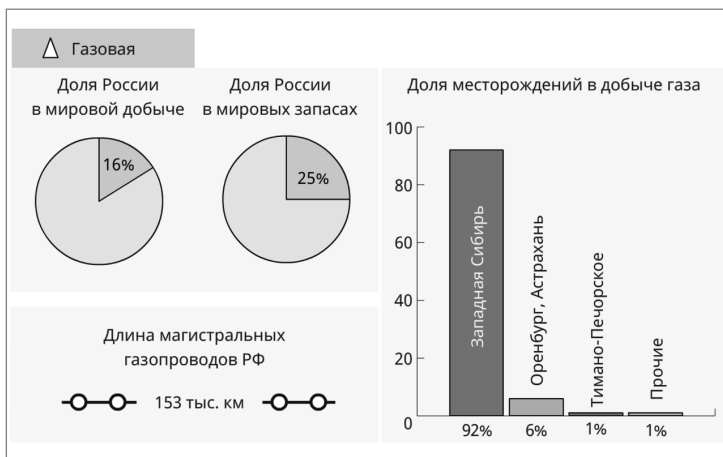 Газовая
Доля России
в мировой добыче
16%
Доля России
в мировых запасах
25%
Длина магистральных
газопроводов РФ
153 тыс. км
Доля месторождений в добыче газа
100
80
60
40
20
0
Западная Сибирь
Оренбург, Астрахань
Тимано-Печорское
Прочие
92%
6%
1%
1%